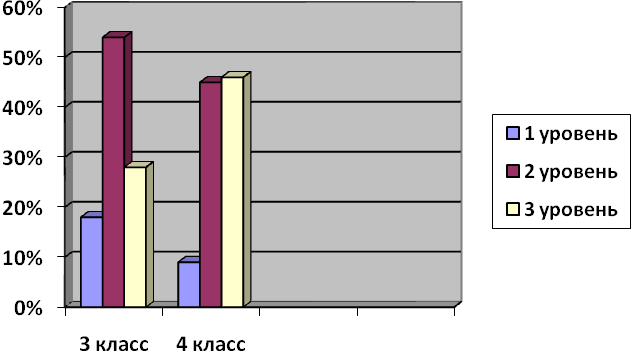 60%
50%
40%
30%
20%
10%
0%
3 класс
4 класс
1 уровень
2 уровень
3 уровень